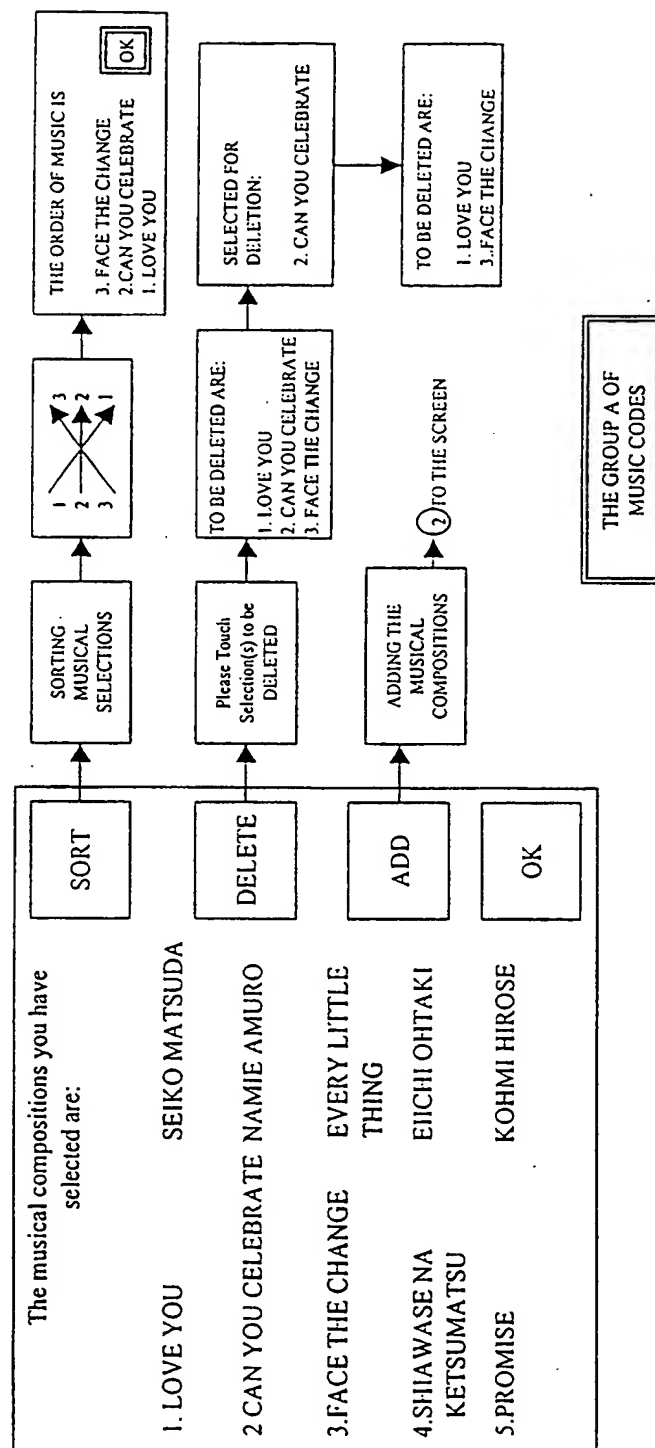 The musical compositions you have
selected are:
1. LOVE YOU SEIKO MATSUDA
2 CAN YOU CELEBRATE NAMIE AMURO
3.FACE THE CHANGE EVERY LITTLE
THING
4.SHIAWASE NA EIICHI OHTAKI
KETSUMATSU
5.PROMISE KOHMI HIROSE
SORT
DELETE
ADD
OK
SORTING
MUSICAL
SELECTIONS
1 3
2 2
3 1
THE ORDER OF MUSIC IS
3. FACE THE CHANGE
2.CAN YOU CELEBRATE
1. LOVE YOU
OK
Please Touch
Selection(s) to be
DELETED
TO BE DELETED ARE:
1. LOVE YOU
2. CAN YOU CELEBRATE
3. FACE THE CHANGE
SELECTED FOR
DELETION:
2. CAN YOU CELEBRATE
TO BE DELETED ARE:
1. LOVE YOU
3..FACE THE CHANGE
ADDING THE
MUSICAL
COMPOSITIONS
2 TO THE SCREEN
THE GROUP A OF
MUSIC CODES